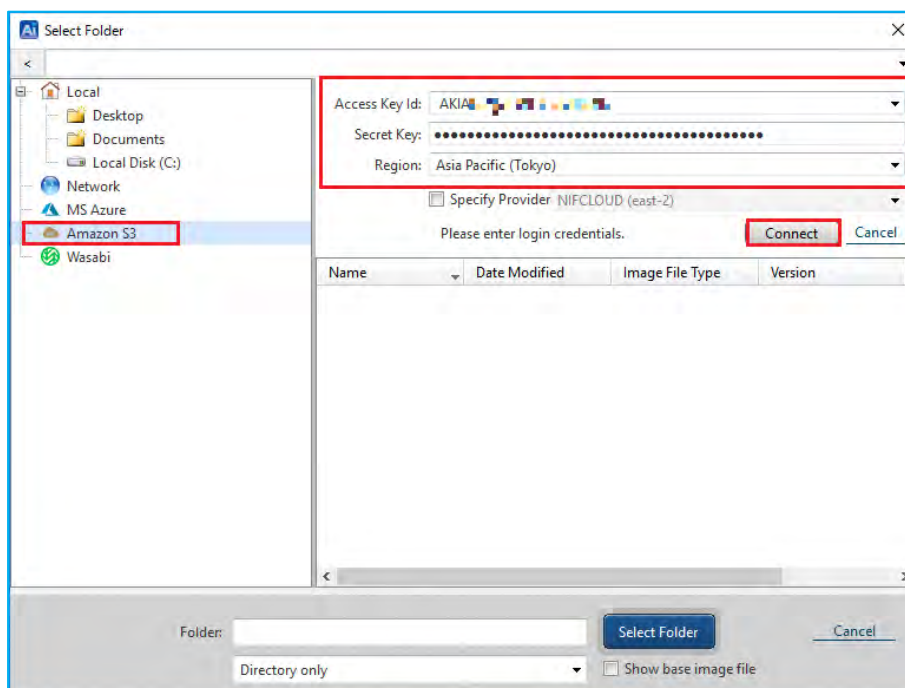 Ai Select Folder
<
Local
Desktop
Documents
Local Disk (C:)
Network
MS Azure
Amazon S3
Wasabi
Access Key Id: AKIA
Secret Key: ••••••••••••••••••••••••••••••••••••••••
Region: Asia Pacific (Tokyo)
Specify Provider NIFCLOUD (east-2)
Please enter login credentials. Connect Cancel
Name Date Modified Image File Type Version
Folder: Select Folder Cancel
Directory only Show base image file